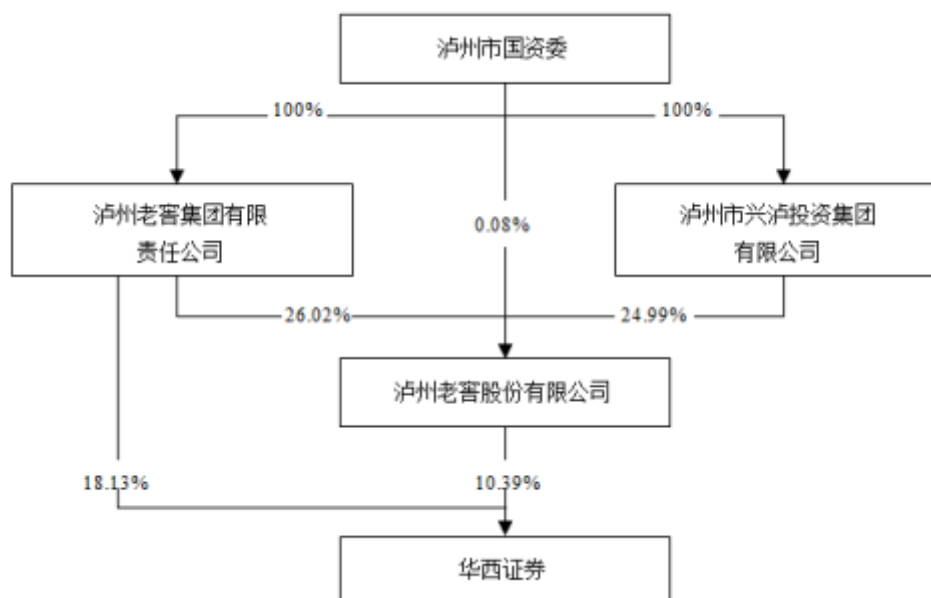 泸州市国资委
100%
100%
泸州老窖集团有限
责任公司
0.08%
泸州市兴泸投资集团
有限公司
26.02%
24.99%
泸州老窖股份有限公司
18.13%
10.39%
华西证券